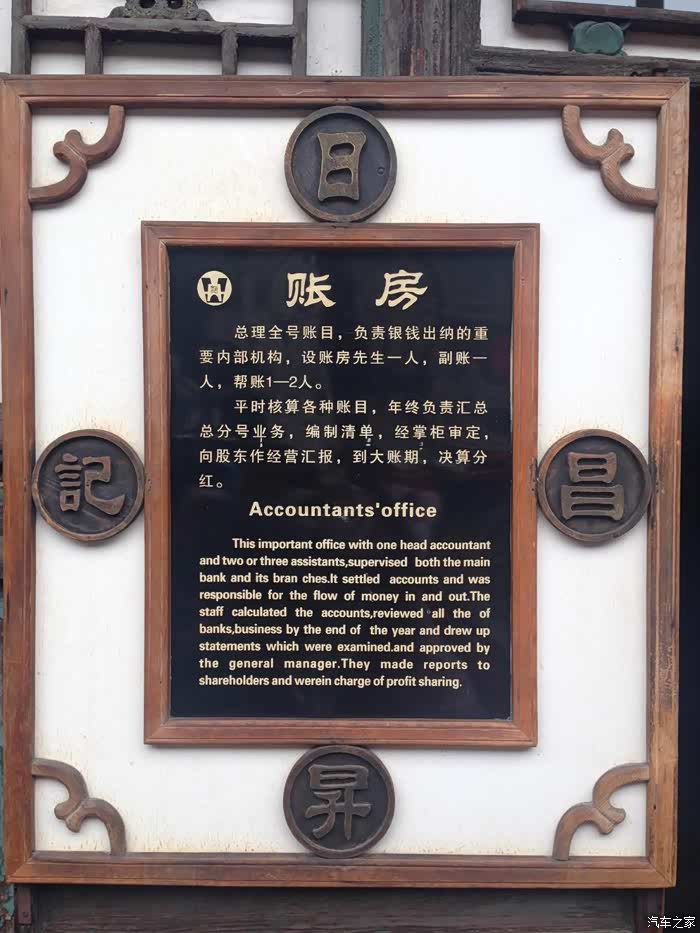 日
账房
总理全号账目，负责银钱出纳的重
要内部机构，设账房先生一人，副账一
人，帮账1—2人。
平时核算各种账目，年终负责汇总
总分号业务，编制清单，经掌柜审定，
向股东作经营汇报，到大账期，决算分
红。
記
昌
Accountants'office
This important office with one head accountant
and two or three assistants,supervised both the main
bank and its bran ches.It settled accounts and was
responsible for the flow of money in and out.The
staff calculated the accounts,reviewed all the of
banks,business by the end of the year and drew up
statements which were examined.and approved by
the general manager.They made reports to
shareholders and werein charge of profit sharing.
昇
汽车之家